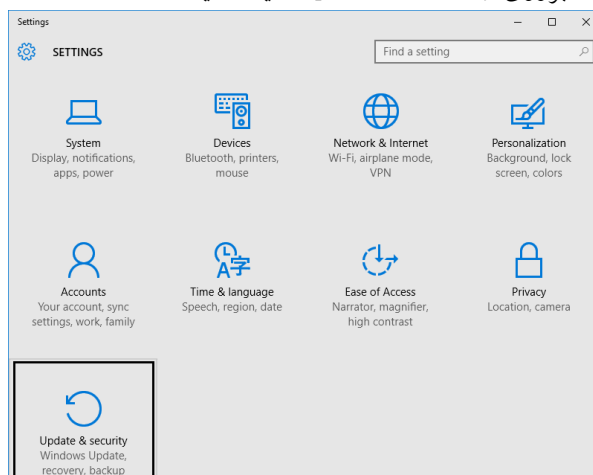 Settings
SETTINGS
Find a setting
System
Display, notifications,
apps, power
Devices
Bluetooth, printers,
mouse
Network & Internet
Wi-Fi, airplane mode,
VPN
Personalization
Background, lock
screen, colors
Accounts
Your account, sync
settings, work, family
Time & language
Speech, region, date
Ease of Access
Narrator, magnifier,
high contrast
Privacy
Location, camera
Update & security
Windows Update,
recovery, backup